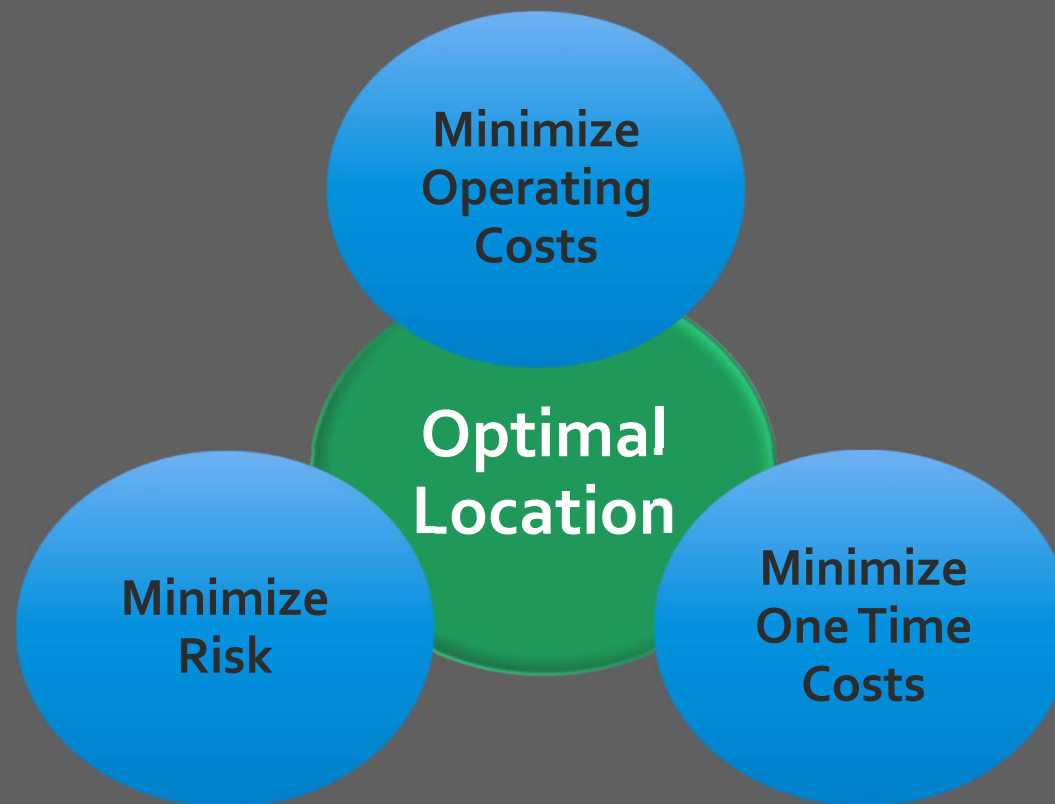 Minimize
Operating
Costs
Optimal
Location
Minimize
Risk
Minimize
One Time
Costs